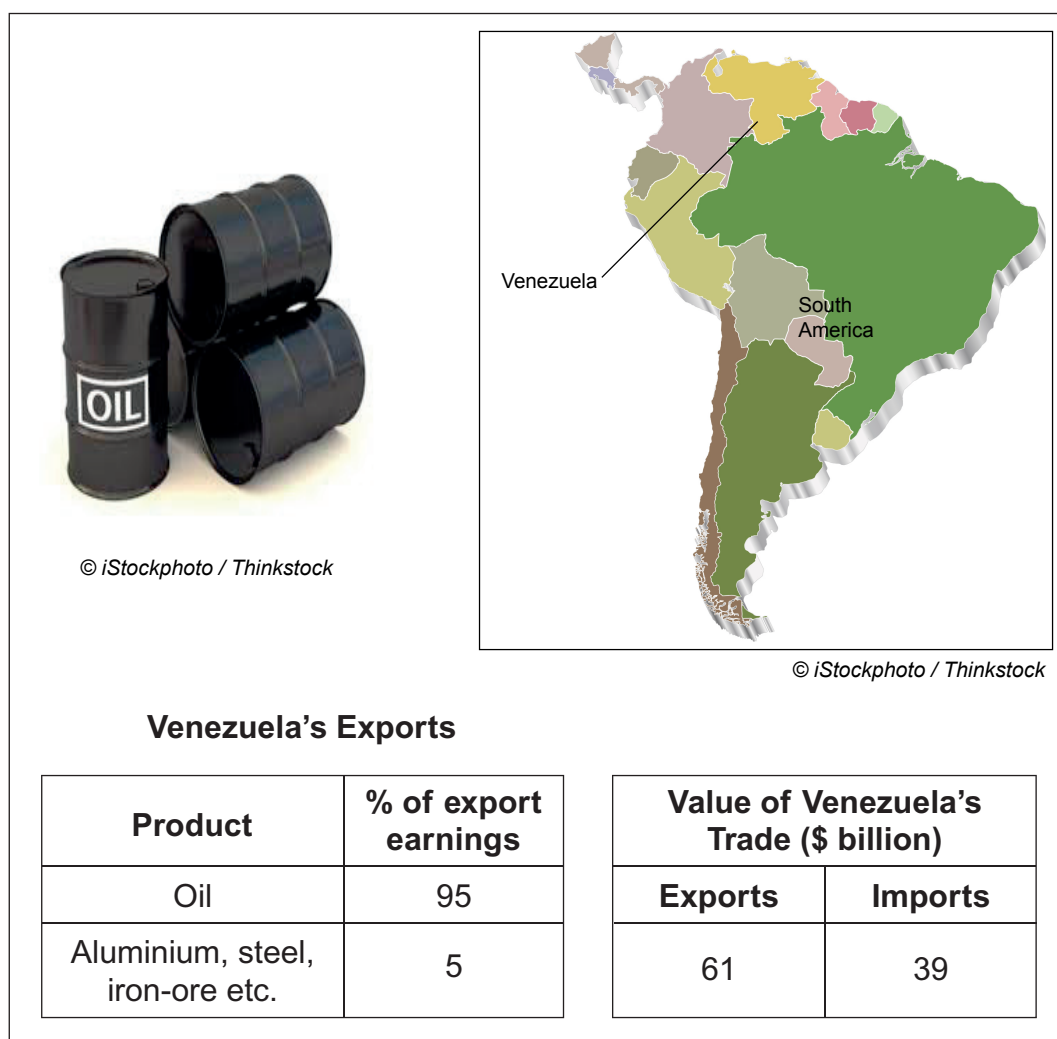 OIL
© iStockphoto / Thinkstock
Venezuela
South
America
© iStockphoto / Thinkstock
Venezuela’s Exports
Product
% of export
earnings
Oil
95
Aluminium, steel,
iron-ore etc.
5
Value of Venezuela’s
Trade ($ billion)
Exports
Imports
61
39